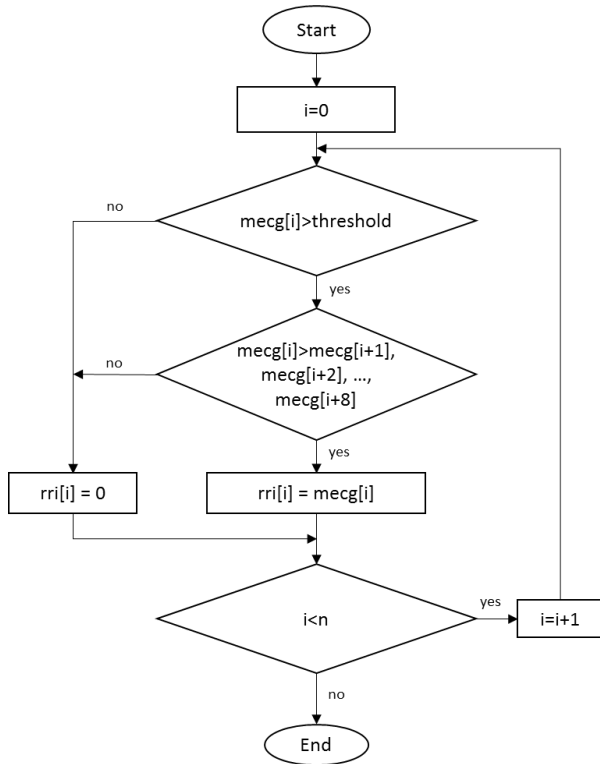 Start
i=0
no
mecg[i]>threshold
yes
no
mecg[i]>mecg[i+1],
mecg[i+2], ...,
mecg[i+8]
yes
rri[i] = 0
rri[i] = mecg[i]
i<n
yes
i=i+1
no
End